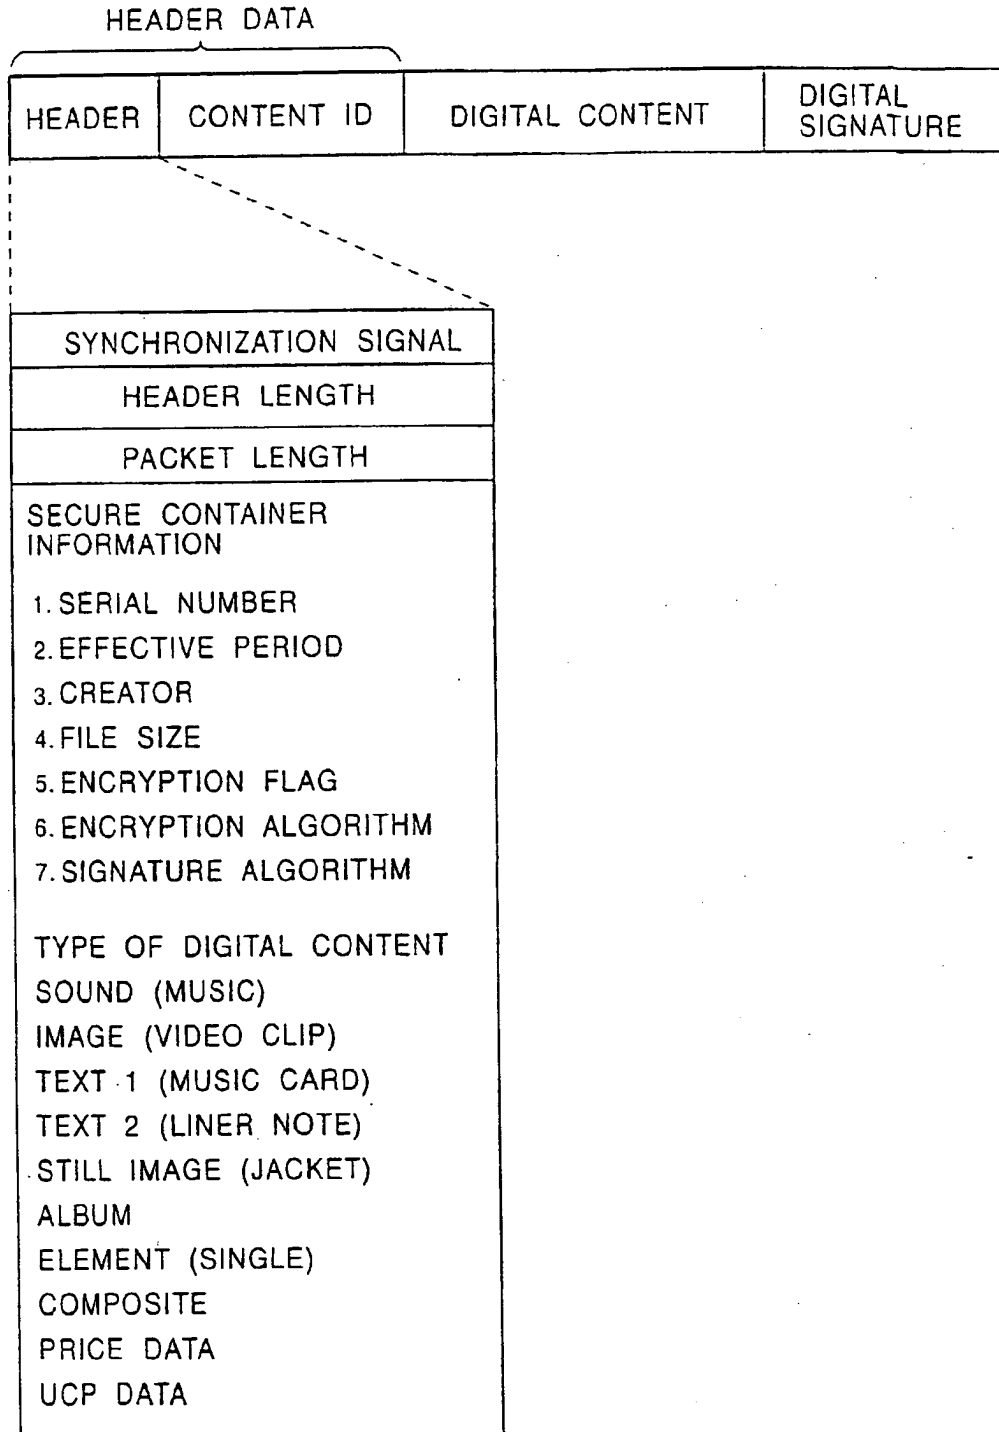 HEADER DATA
HEADER CONTENT ID DIGITAL CONTENT DIGITAL
SIGNATURE
SYNCHRONIZATION SIGNAL
HEADER LENGTH
PACKET LENGTH
SECURE CONTAINER
INFORMATION
1. SERIAL NUMBER
2. EFFECTIVE PERIOD
3. CREATOR
4. FILE SIZE
5. ENCRYPTION FLAG
6. ENCRYPTION ALGORITHM
7. SIGNATURE ALGORITHM
TYPE OF DIGITAL CONTENT
SOUND (MUSIC)
IMAGE (VIDEO CLIP)
TEXT 1 (MUSIC CARD)
TEXT 2 (LINER NOTE)
STILL IMAGE (JACKET)
ALBUM
ELEMENT (SINGLE)
COMPOSITE
PRICE DATA
UCP DATA